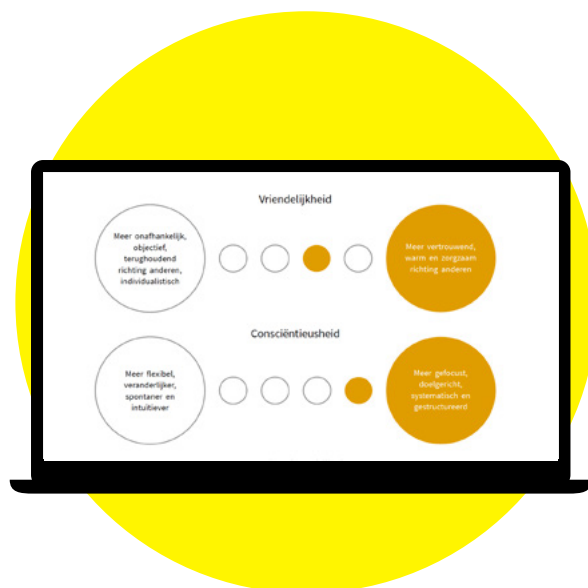 Vriendelijkheid
Meer onafhankelijk,
objectief,
terughoudend
richting anderen,
individualistisch
Meer vertrouwend,
warm en zorgzaam
richting anderen
Consciëntieusheid
Meer flexibel,
veranderlijker,
spontaner en
intuïtiever
Meer gefocust,
doelgericht,
systematisch en
gestructureerd